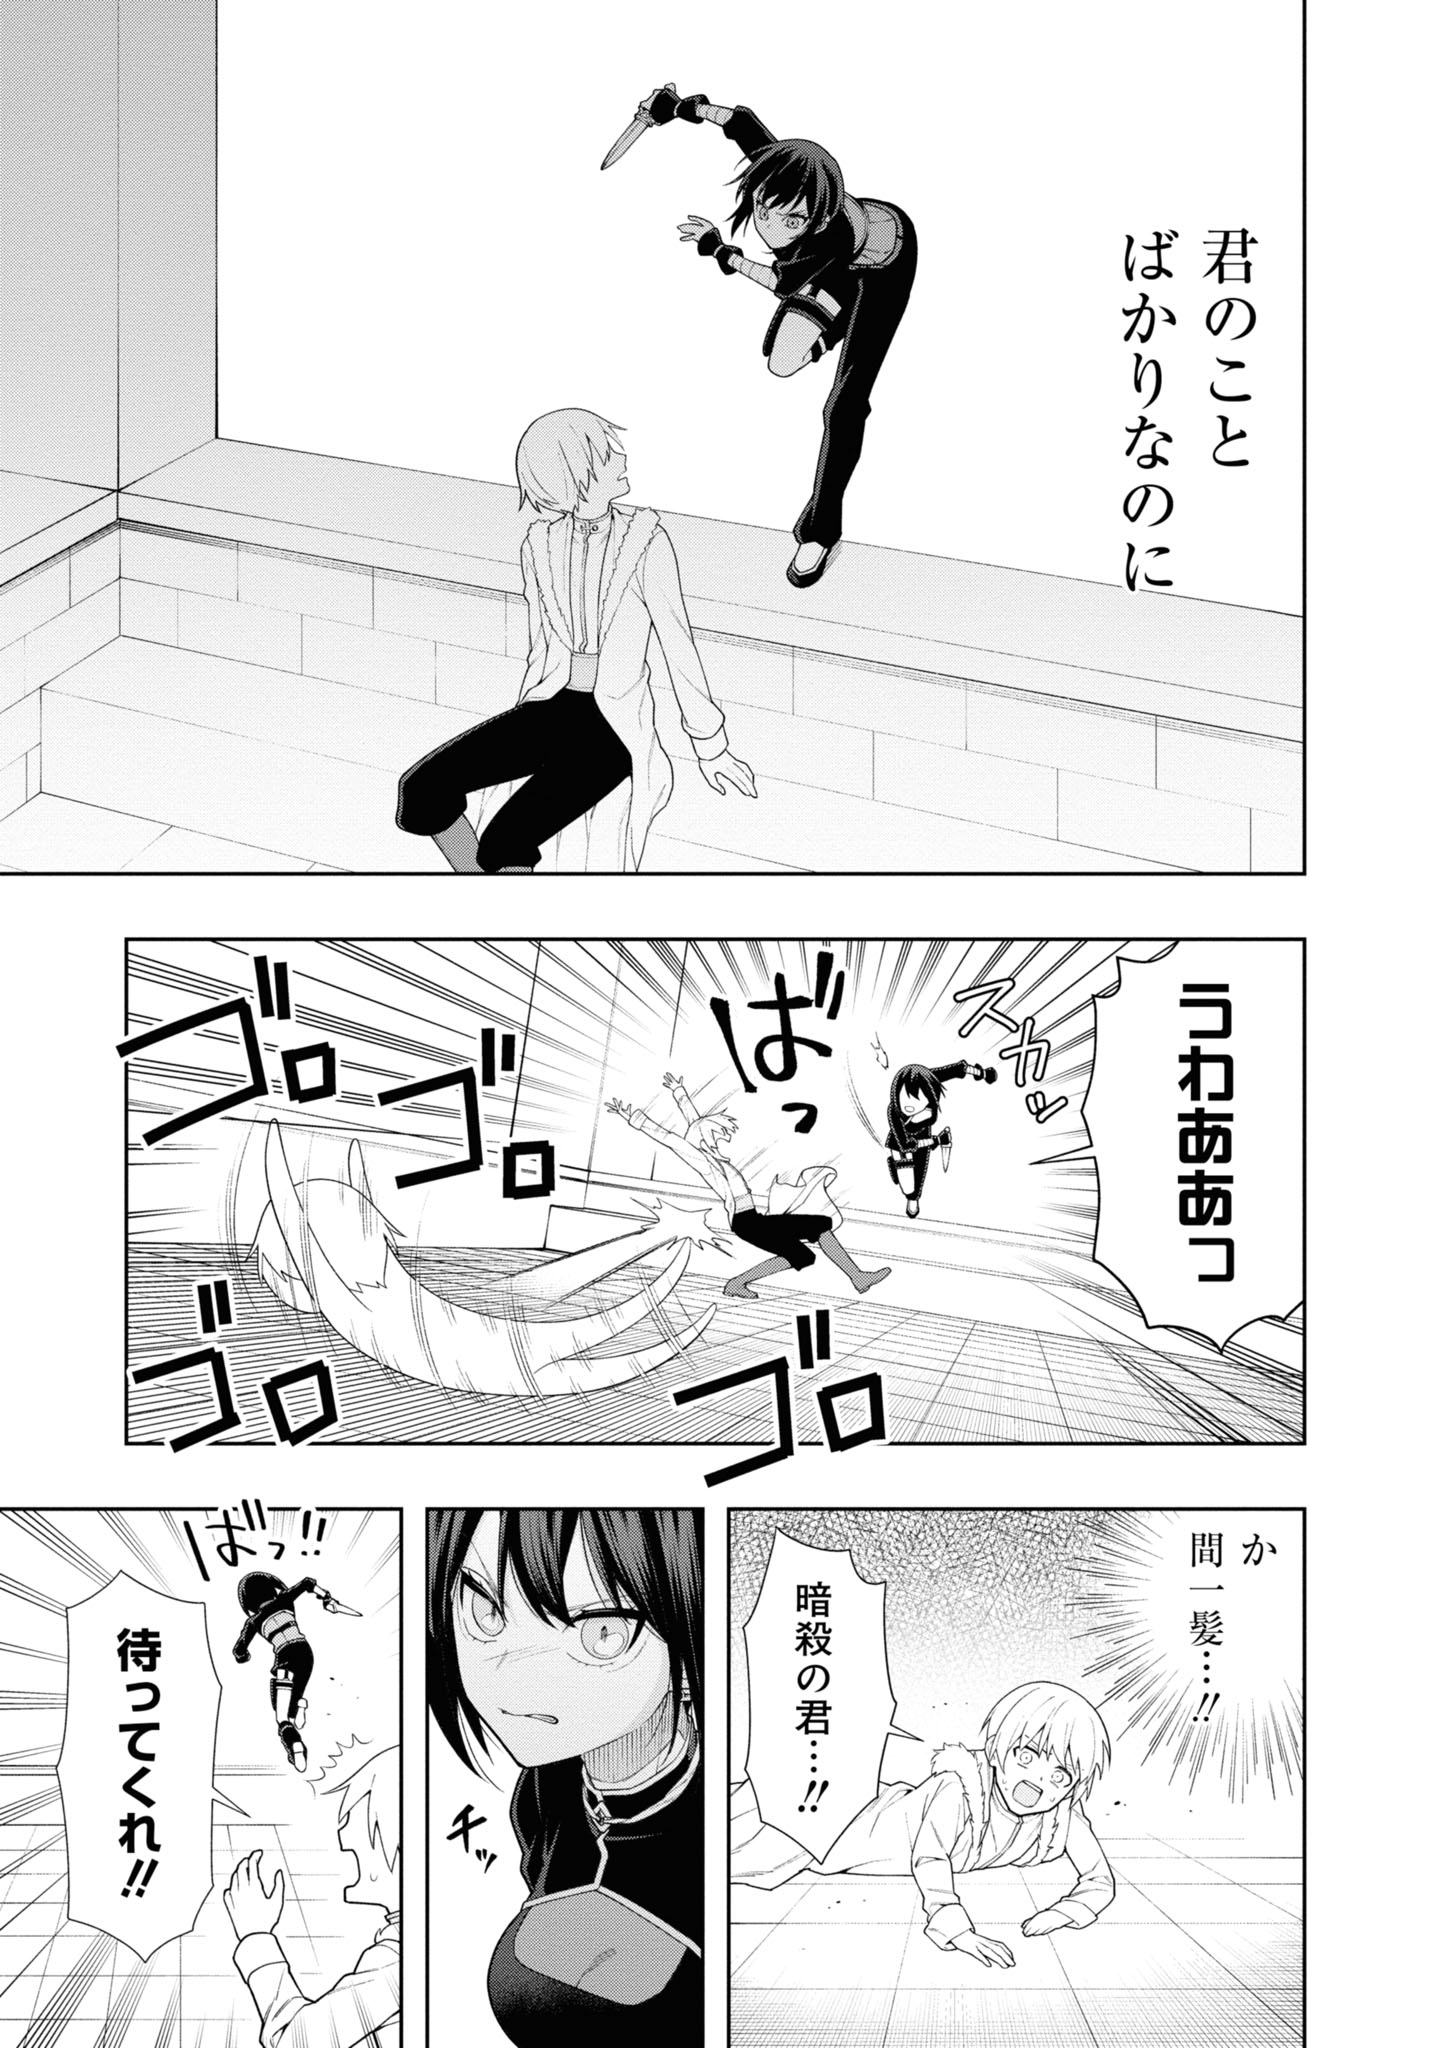 君のこと
ばかりなのに
うわああっ
スカッ
ばっ
ゴロ
ゴロ
ゴロ
ゴロ
ゴロ
か
間一髪…!!
暗殺の君…!!
チッ
ばっ!!
待ってくれ!!